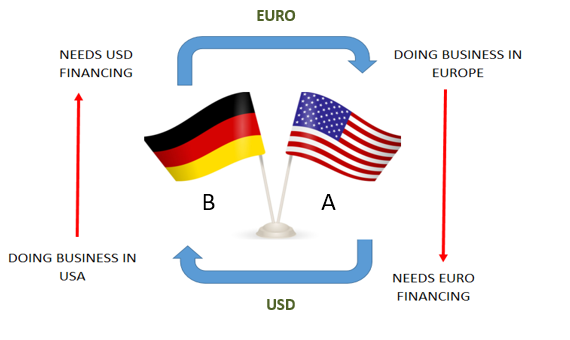 EURO
NEEDS USD
FINANCING
DOING BUSINESS IN
EUROPE
B
A
DOING BUSINESS IN
USA
NEEDS EURO
FINANCING
USD